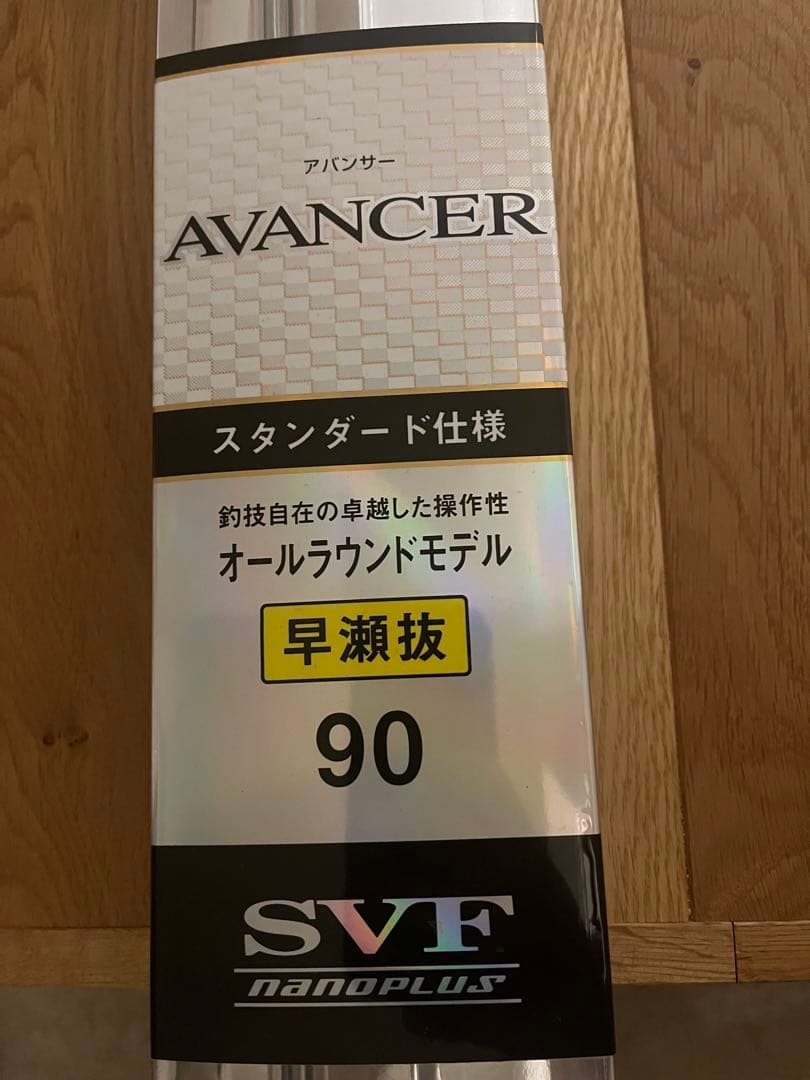 アバンサー
AVANCER
スタンダード仕様
釣技自在の卓越した操作性
オールラウンドモデル
早瀬抜
90
SVF
nanoPLUS